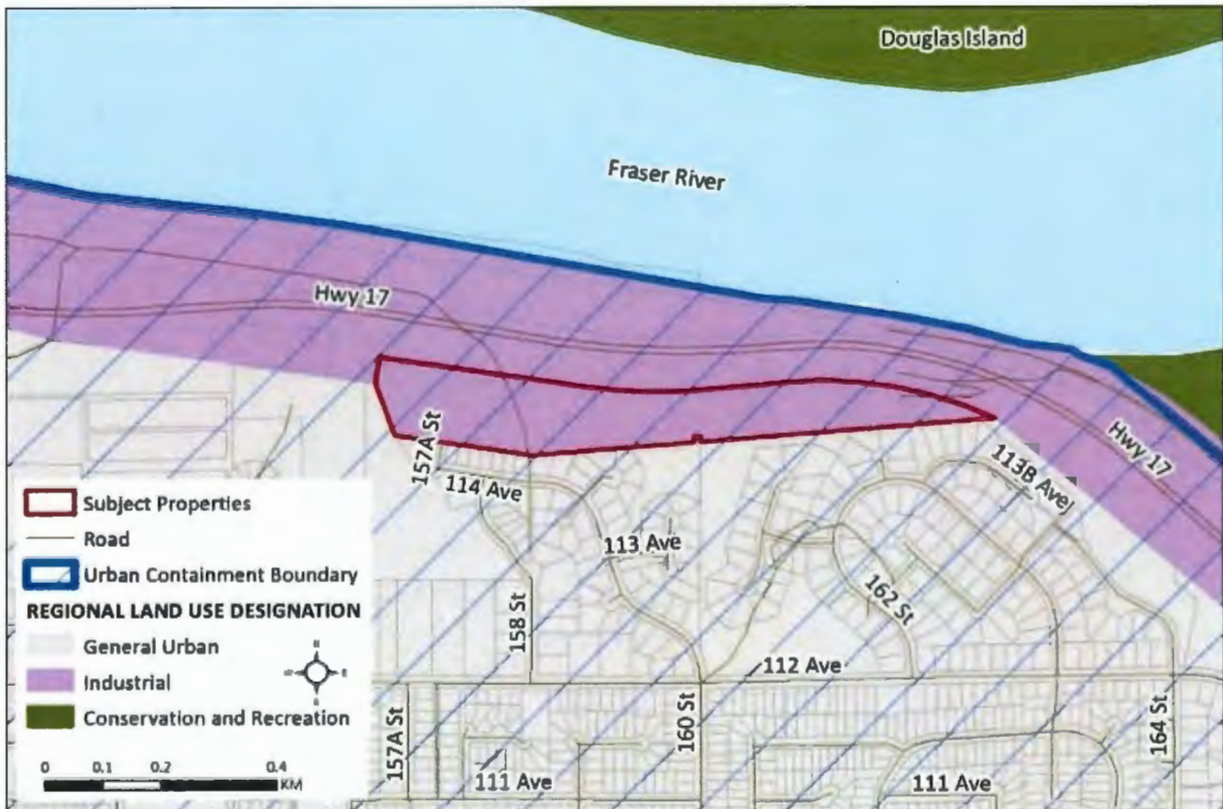 Douglas Island
Fraser River
Hwy 17
Hwy 17
157A St
114 Ave
113B Ave
113 Ave
162 St
158 St
112 Ave
157A St
160 St
164 St
111 Ave
111 Ave
Subject Properties
Road
Urban Containment Boundary
REGIONAL LAND USE DESIGNATION
General Urban
Industrial
Conservation and Recreation
0 0.1 0.2 0.4
KM